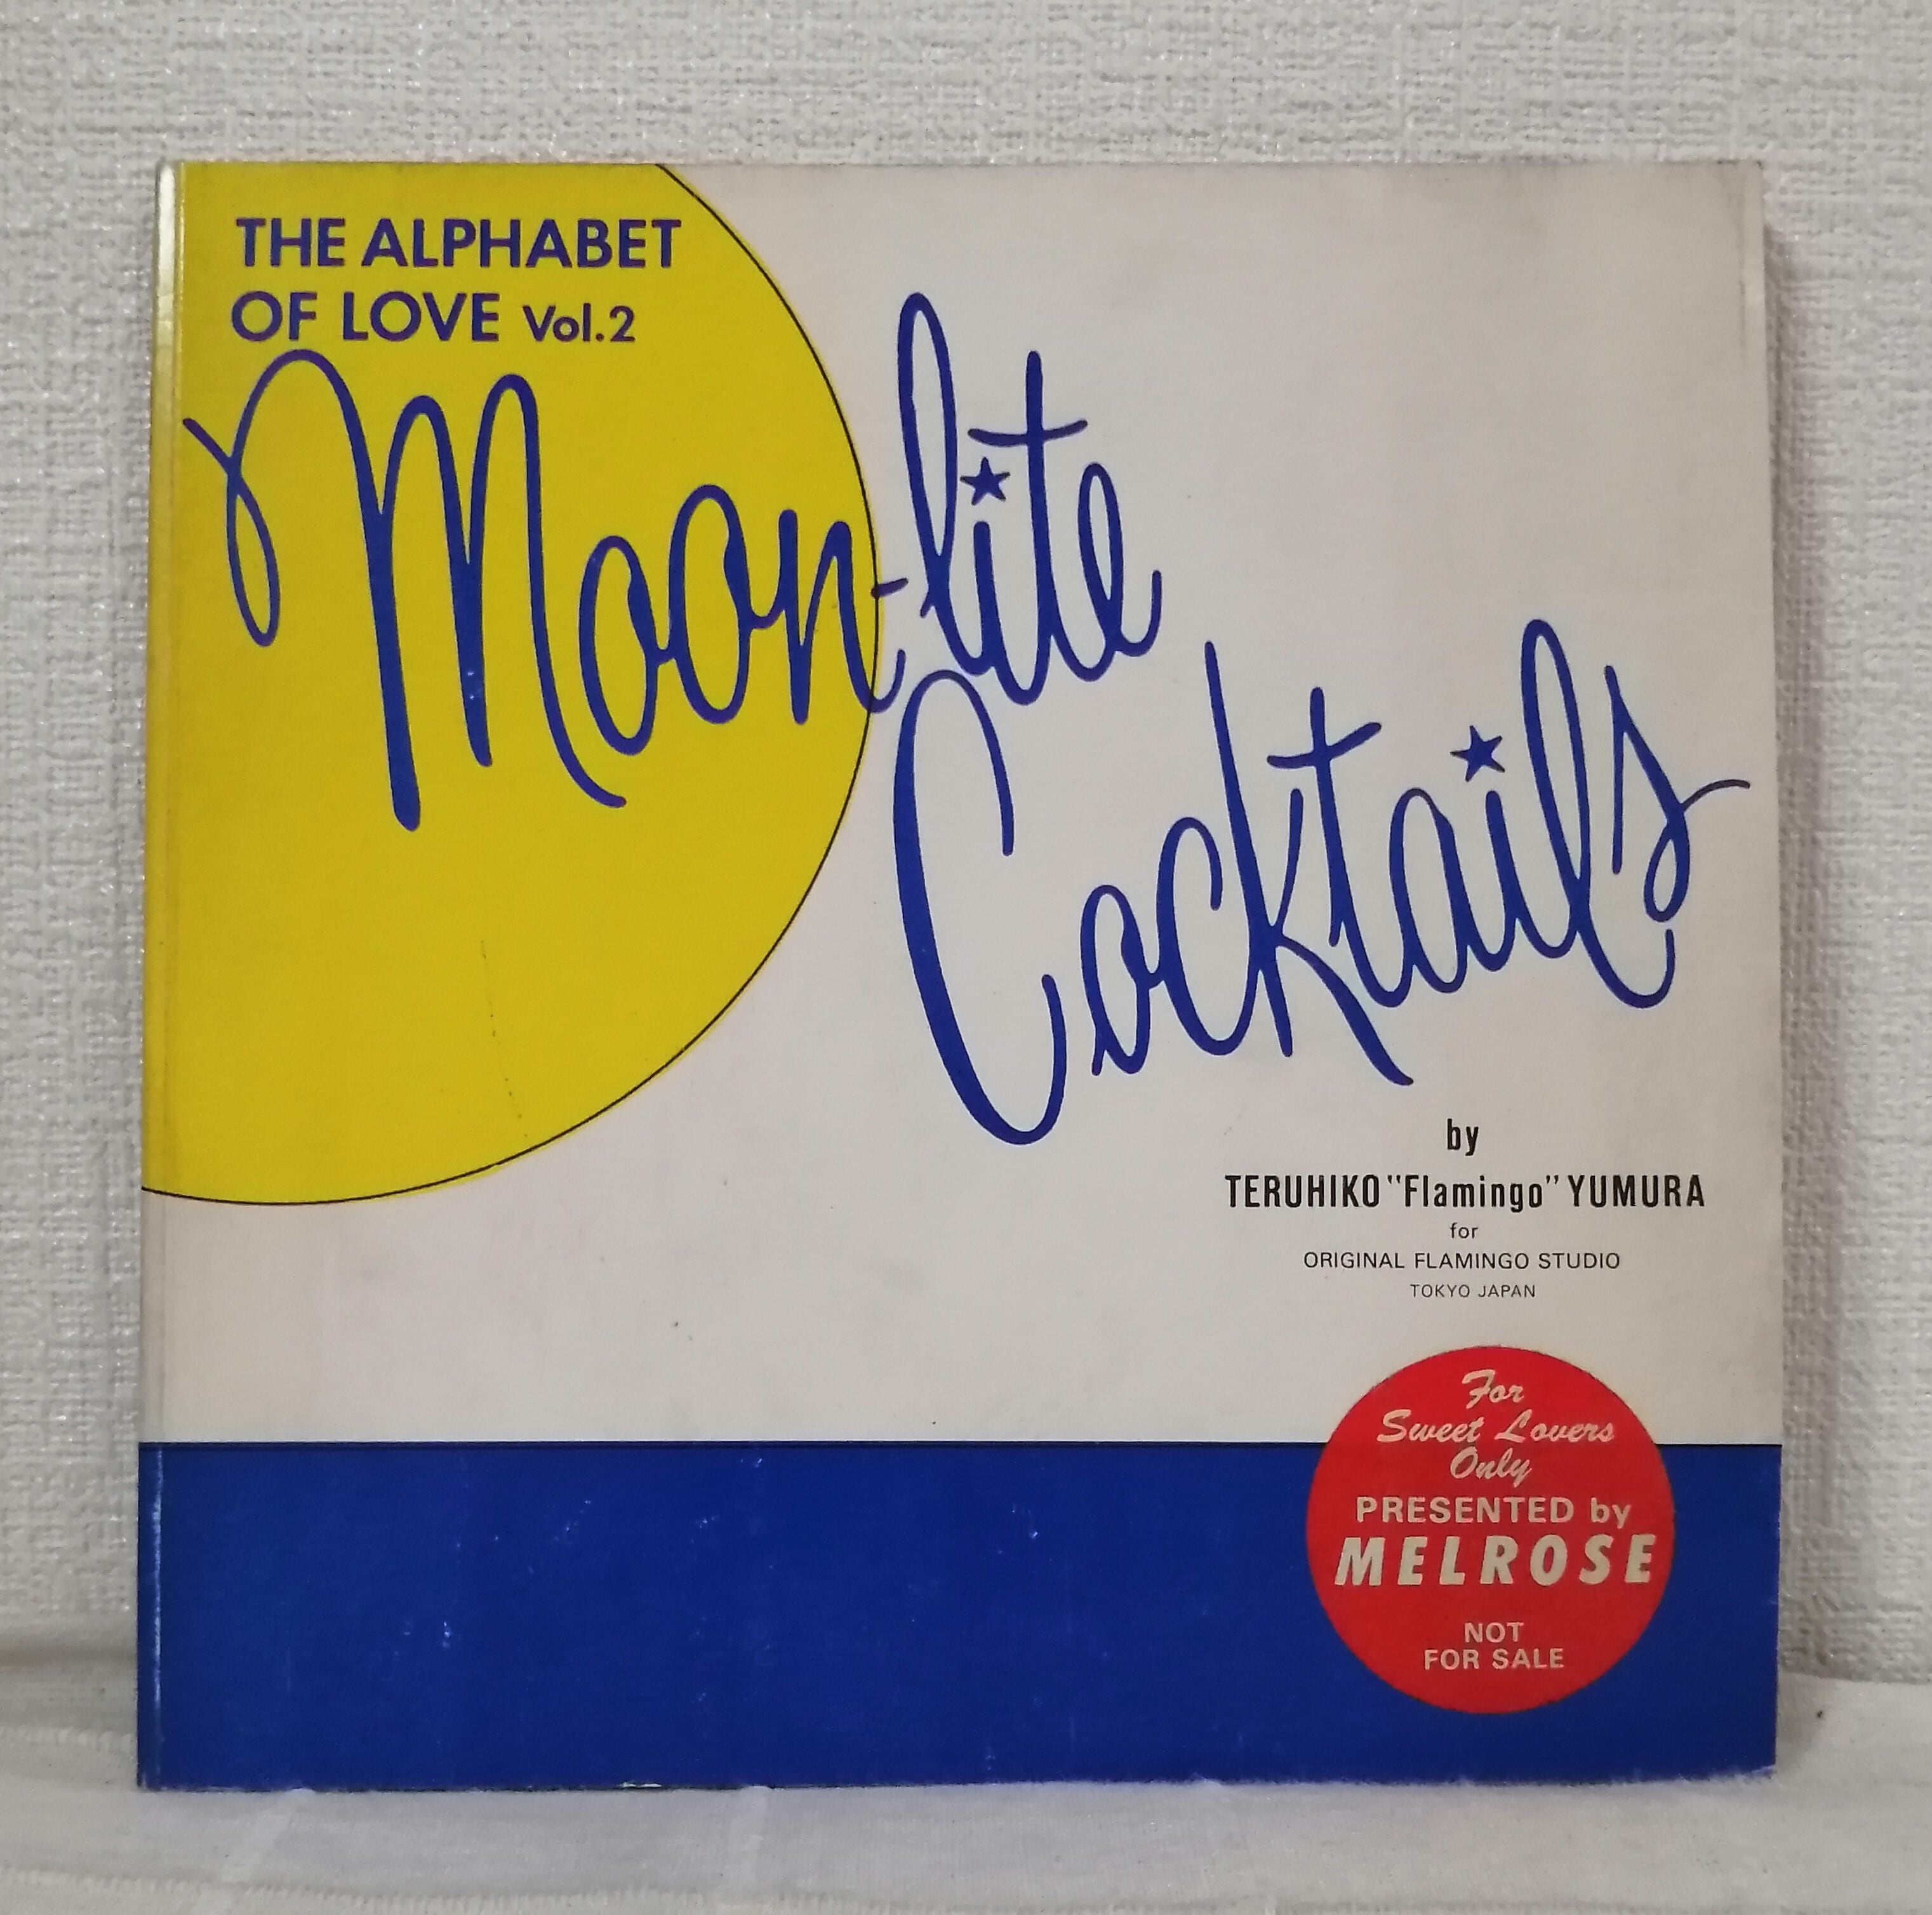 THE ALPHABET
OF LOVE Vol.2
Moon-lite
Cocktails
by
TERUHIKO "Flamingo" YUMURA
for
ORIGINAL FLAMINGO STUDIO
TOKYO JAPAN
For
Sweet Lovers
Only
PRESENTED by
MELROSE
NOT
FOR SALE